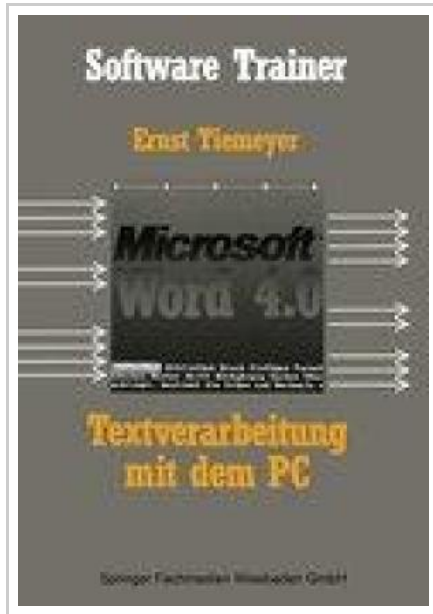 Software Trainer
Ernst Tiemeyer
Microsoft
Word 4.0
Textverarbeitung
mit dem PC
Springer Fachmedien Wiesbaden GmbH